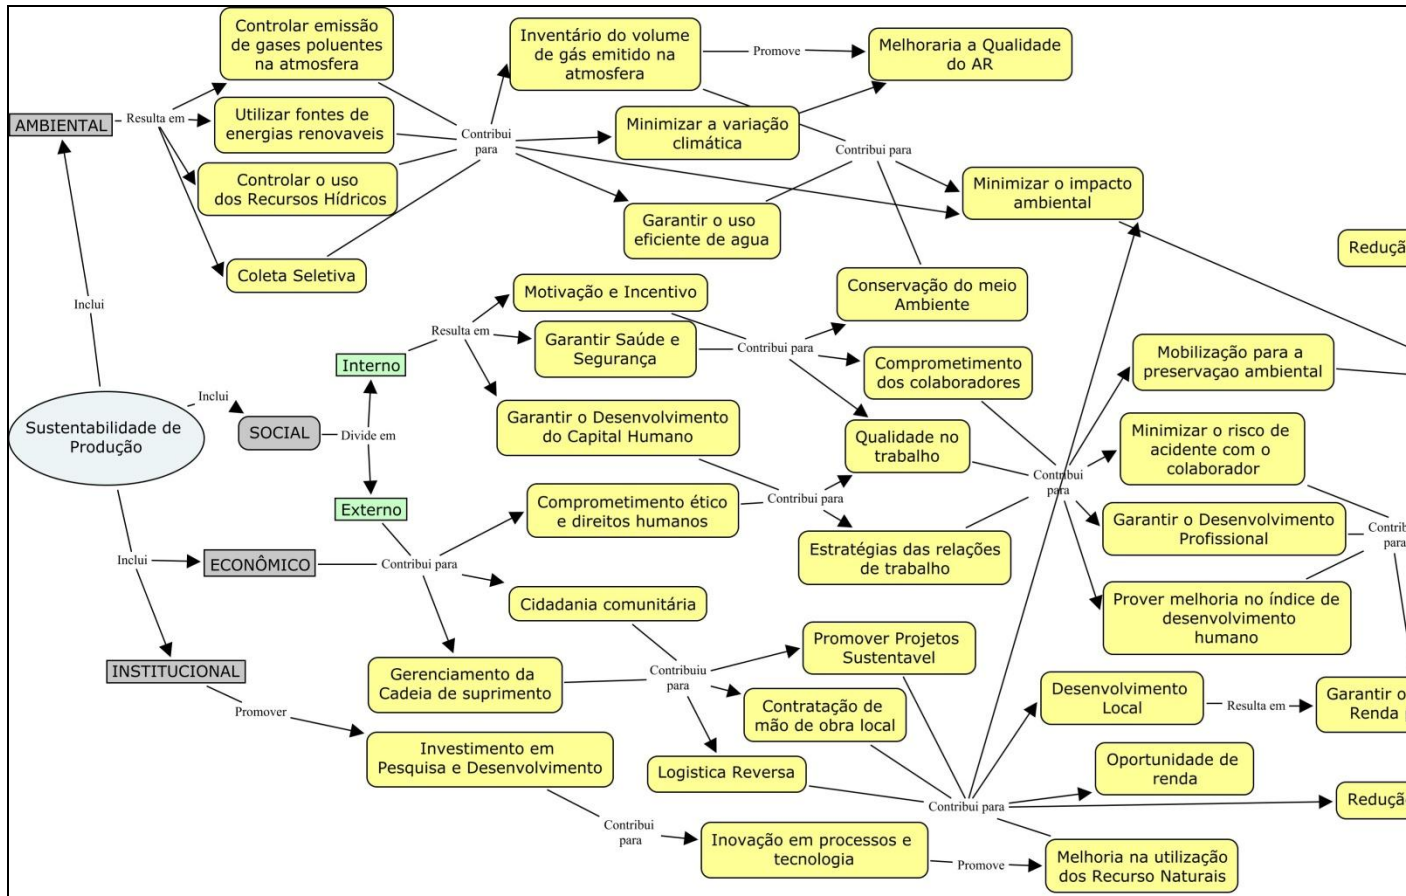 Controlar emissão
de gases poluentes
na atmosfera
Inventário do volume
de gás emitido na
atmosfera
Promove
Melhoraria a Qualidade
do AR
AMBIENTAL
Resulta em
Utilizar fontes de
energias renovaveis
Contribui
para
Minimizar a variação
climática
Contribui para
Controlar o uso
dos Recursos Hídricos
Minimizar o impacto
ambiental
Garantir o uso
eficiente de agua
Coleta Seletiva
Inclui
Motivação e Incentivo
Conservação do meio
Ambiente
Resulta em
Garantir Saúde e
Segurança
Contribui para
Interno
Comprometimento
dos colaboradores
Mobilização para a
preservaçao ambiental
Inclui
Sustentabilidade de
Produção
SOCIAL
Divide em
Garantir o Desenvolvimento
do Capital Humano
Qualidade no
trabalho
Minimizar o risco de
acidente com o
colaborador
Contribui
para
Externo
Comprometimento ético
e direitos humanos
Contribui para
Garantir o Desenvolvimento
Profissional
para
Inclui
ECONÔMICO
Contribui para
Estratégias das relações
de trabalho
Cidadania comunitária
Prover melhoria no índice de
desenvolvimento
humano
Promover Projetos
Sustentavel
INSTITUCIONAL
Gerenciamento da
Cadeia de suprimento
Contribuiu
para
Desenvolvimento
Local
Resulta em
Garantir o
Renda
Promover
Contratação de
mão de obra local
Investimento em
Pesquisa e Desenvolvimento
Logistica Reversa
Oportunidade de
renda
Contribui para
Contribui
para
Inovação em processos e
tecnologia
Promove
Melhoria na utilização
dos Recurso Naturais